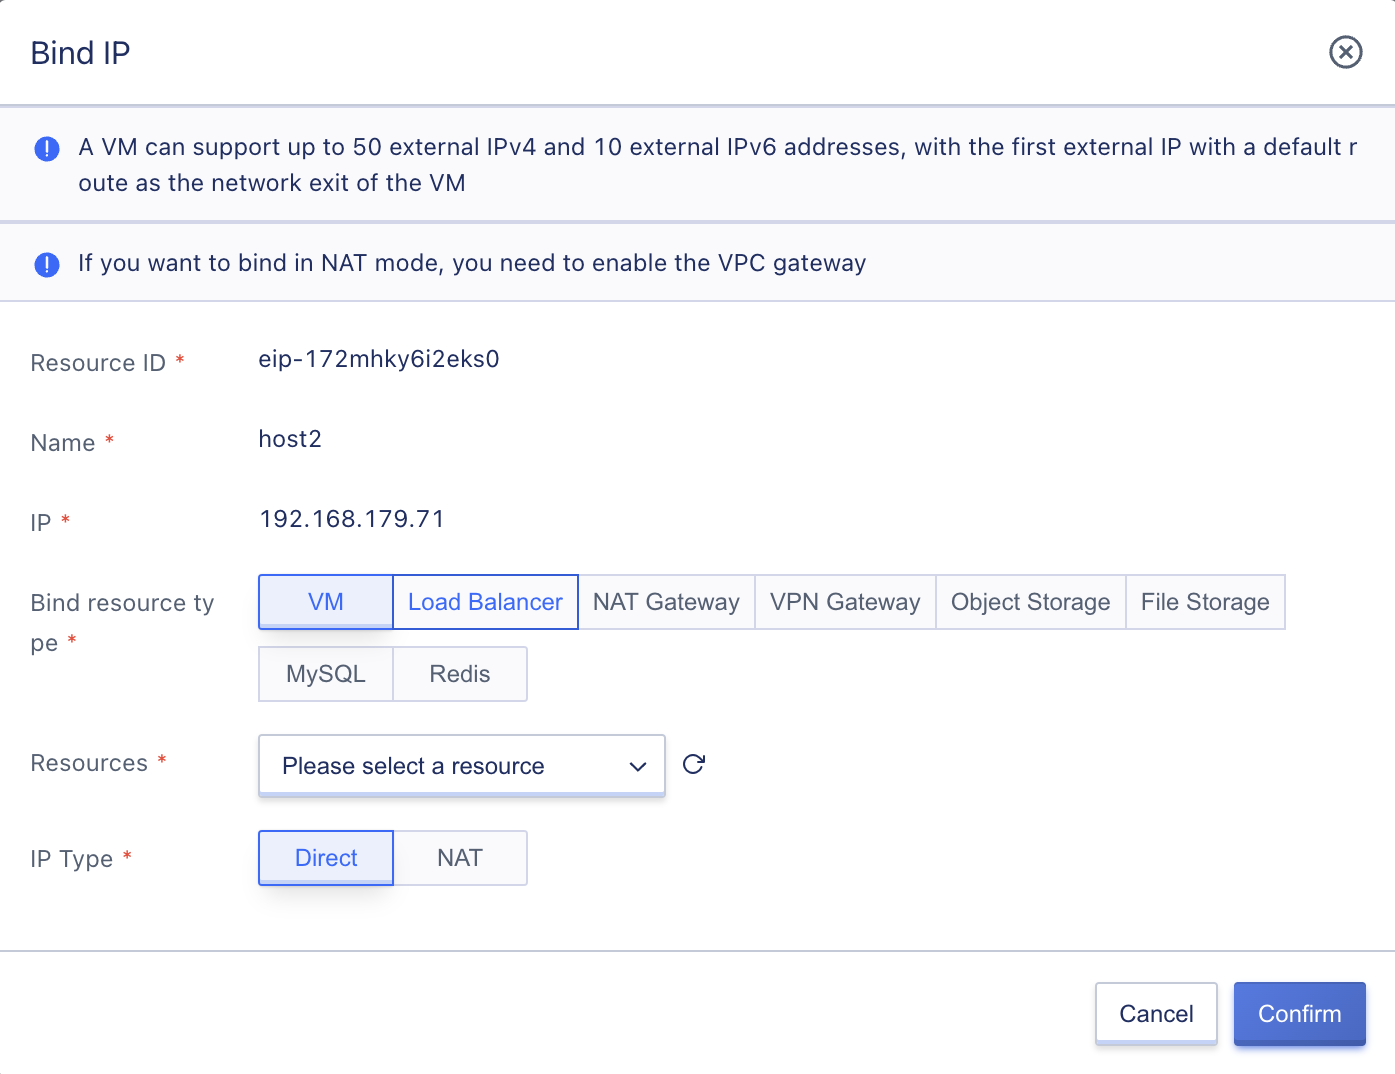 Bind IP
A VM can support up to 50 external IPv4 and 10 external IPv6 addresses, with the first external IP with a default r
oute as the network exit of the VM
If you want to bind in NAT mode, you need to enable the VPC gateway
Resource ID * eip-172mhky6i2eks0
Name * host2
IP * 192.168.179.71
Bind resource ty VM Load Balancer NAT Gateway VPN Gateway Object Storage File Storage
pe *
MySQL Redis
Resources * Please select a resource
IP Type * Direct NAT
Cancel Confirm